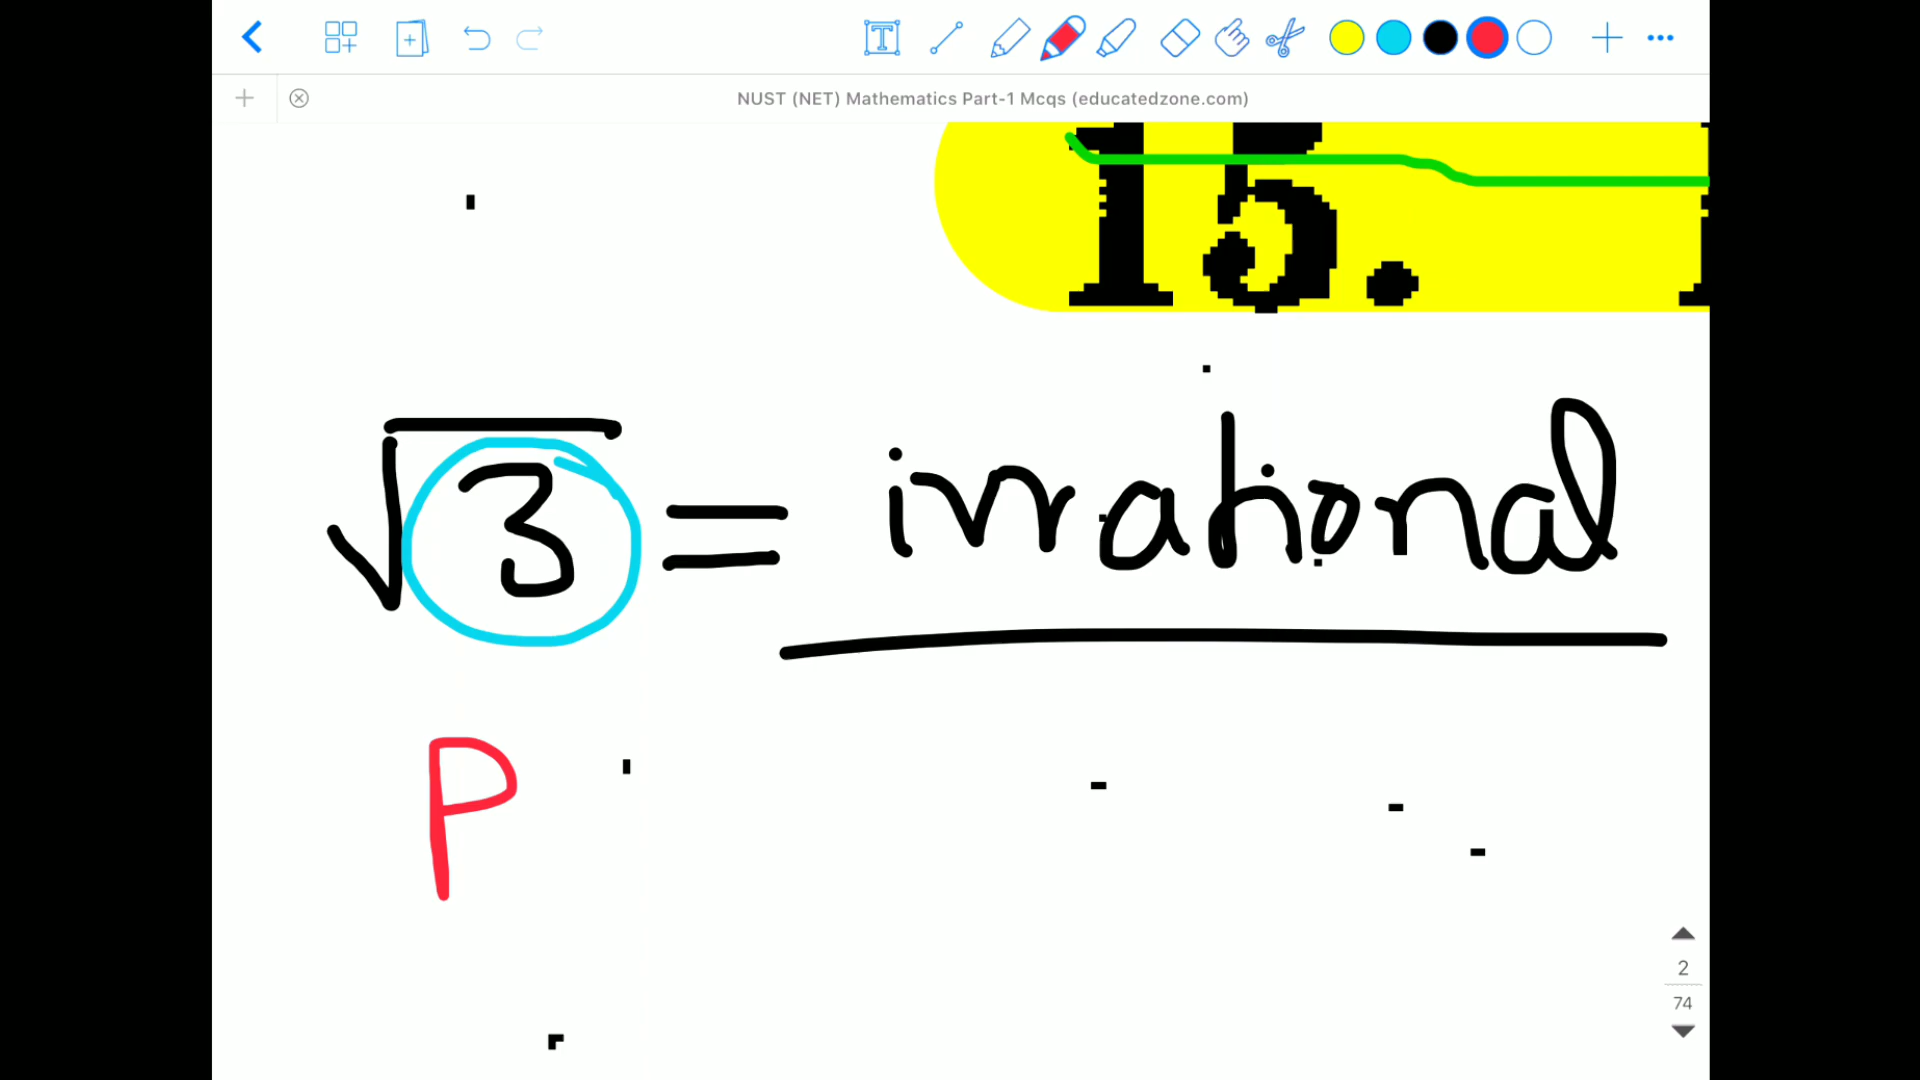 NUST (NET) Mathematics Part-1 Mcqs (educatedzone.com)
15.
√3 = irrational
P
2
74